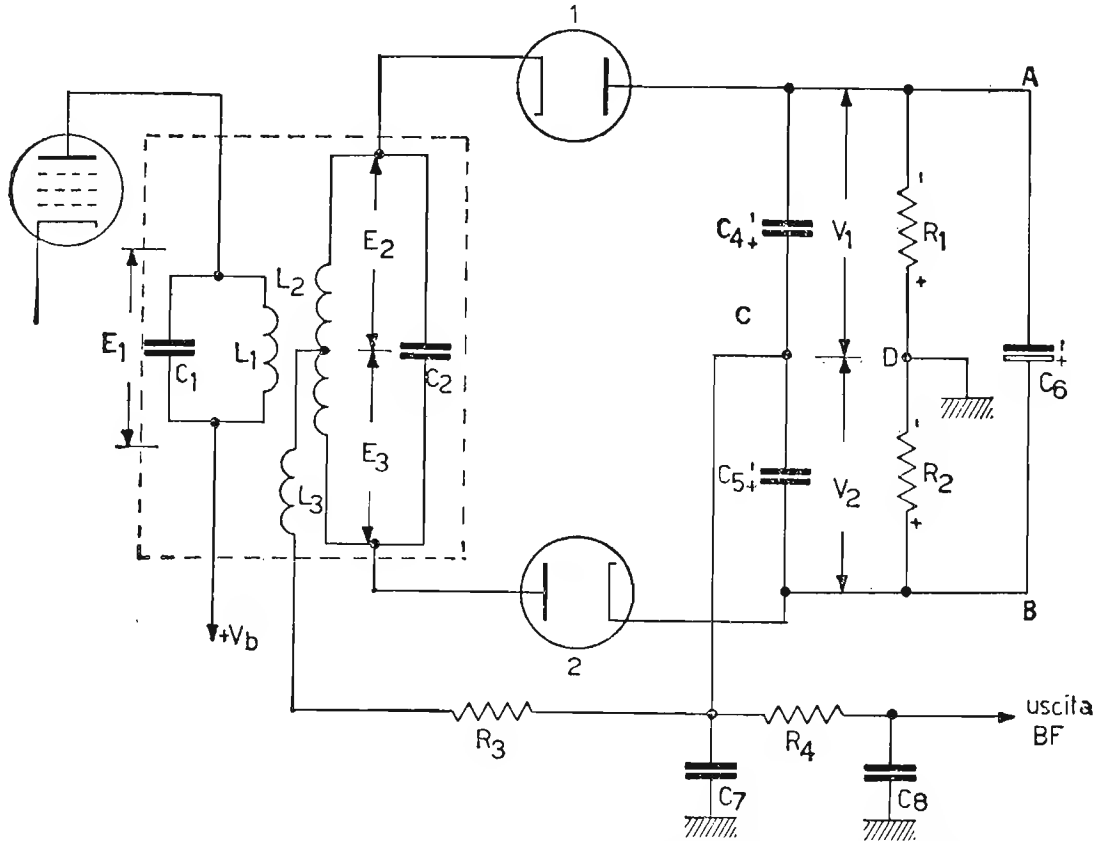 1
A
E₂
C₄
- +
V₁
- R₁ +
L₂
C
E₁
C₁
L₁
C₂
D
- + C₆
E₃
L₃
C₅
- +
V₂
- R₂ +
B
+Vb
2
R₃
R₄
uscita
BF
C₇
C₈